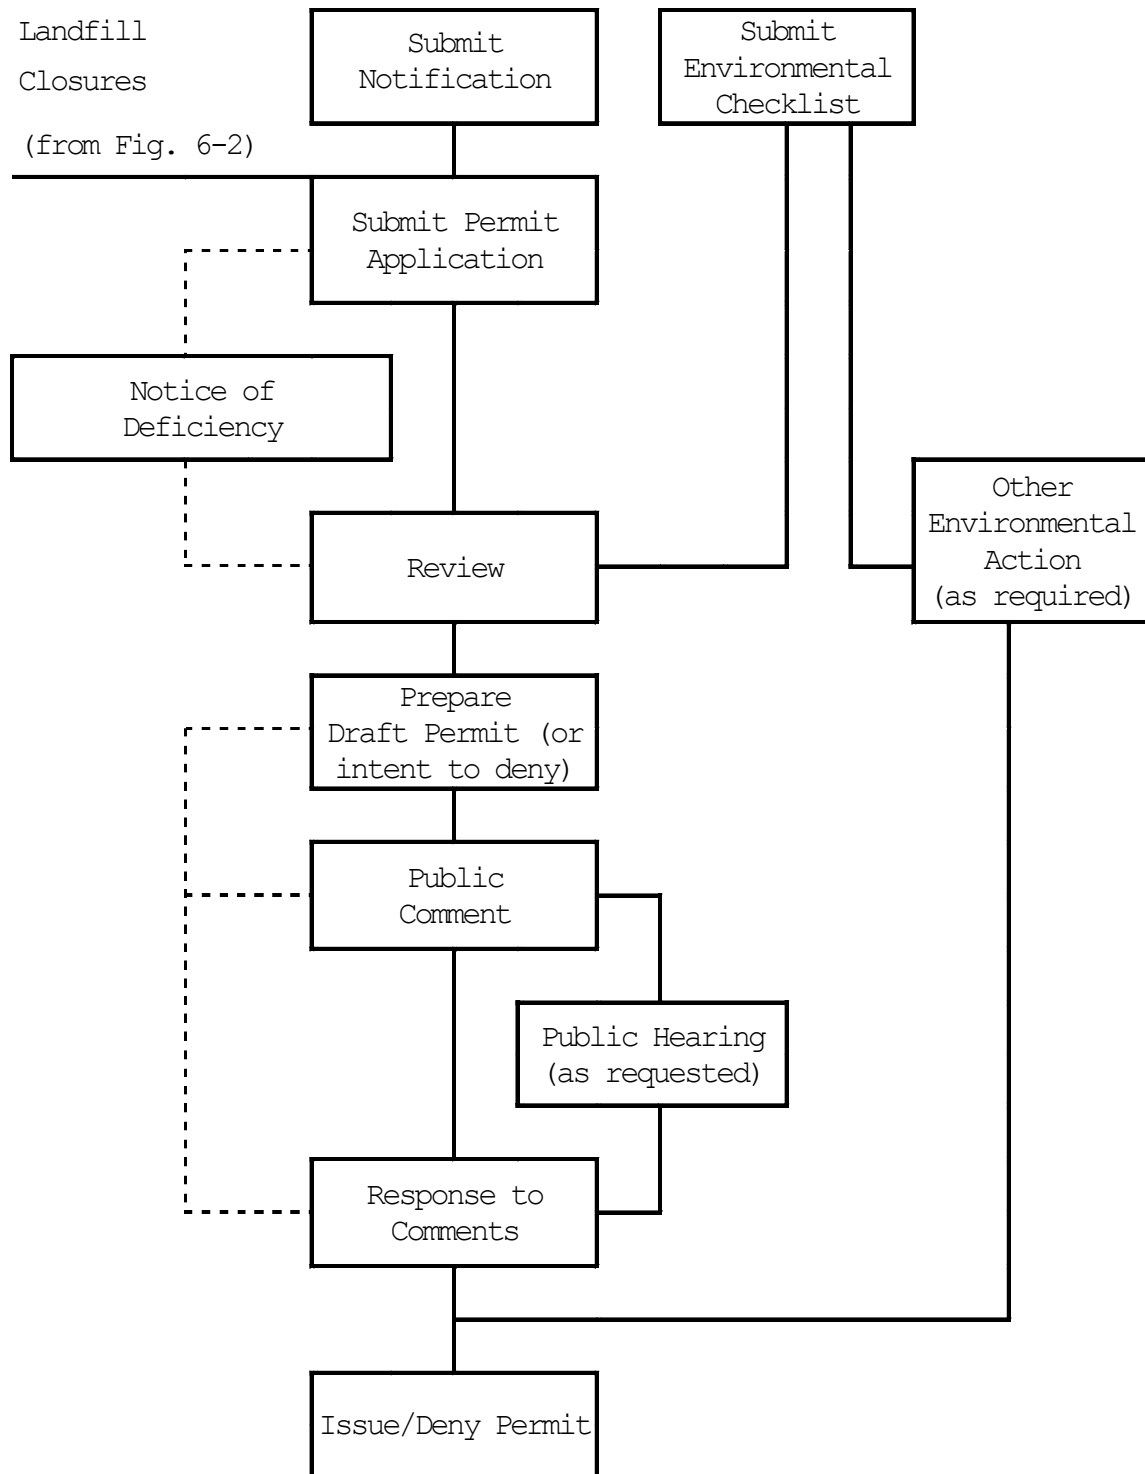 Landfill
Closures
(from Fig. 6-2)
Submit
Notification
Submit
Environmental
Checklist
Submit Permit
Application
Notice of
Deficiency
Other
Environmental
Action
(as required)
Review
Prepare
Draft Permit (or
intent to deny)
Public
Comment
Public Hearing
(as requested)
Response to
Comments
Issue/Deny Permit